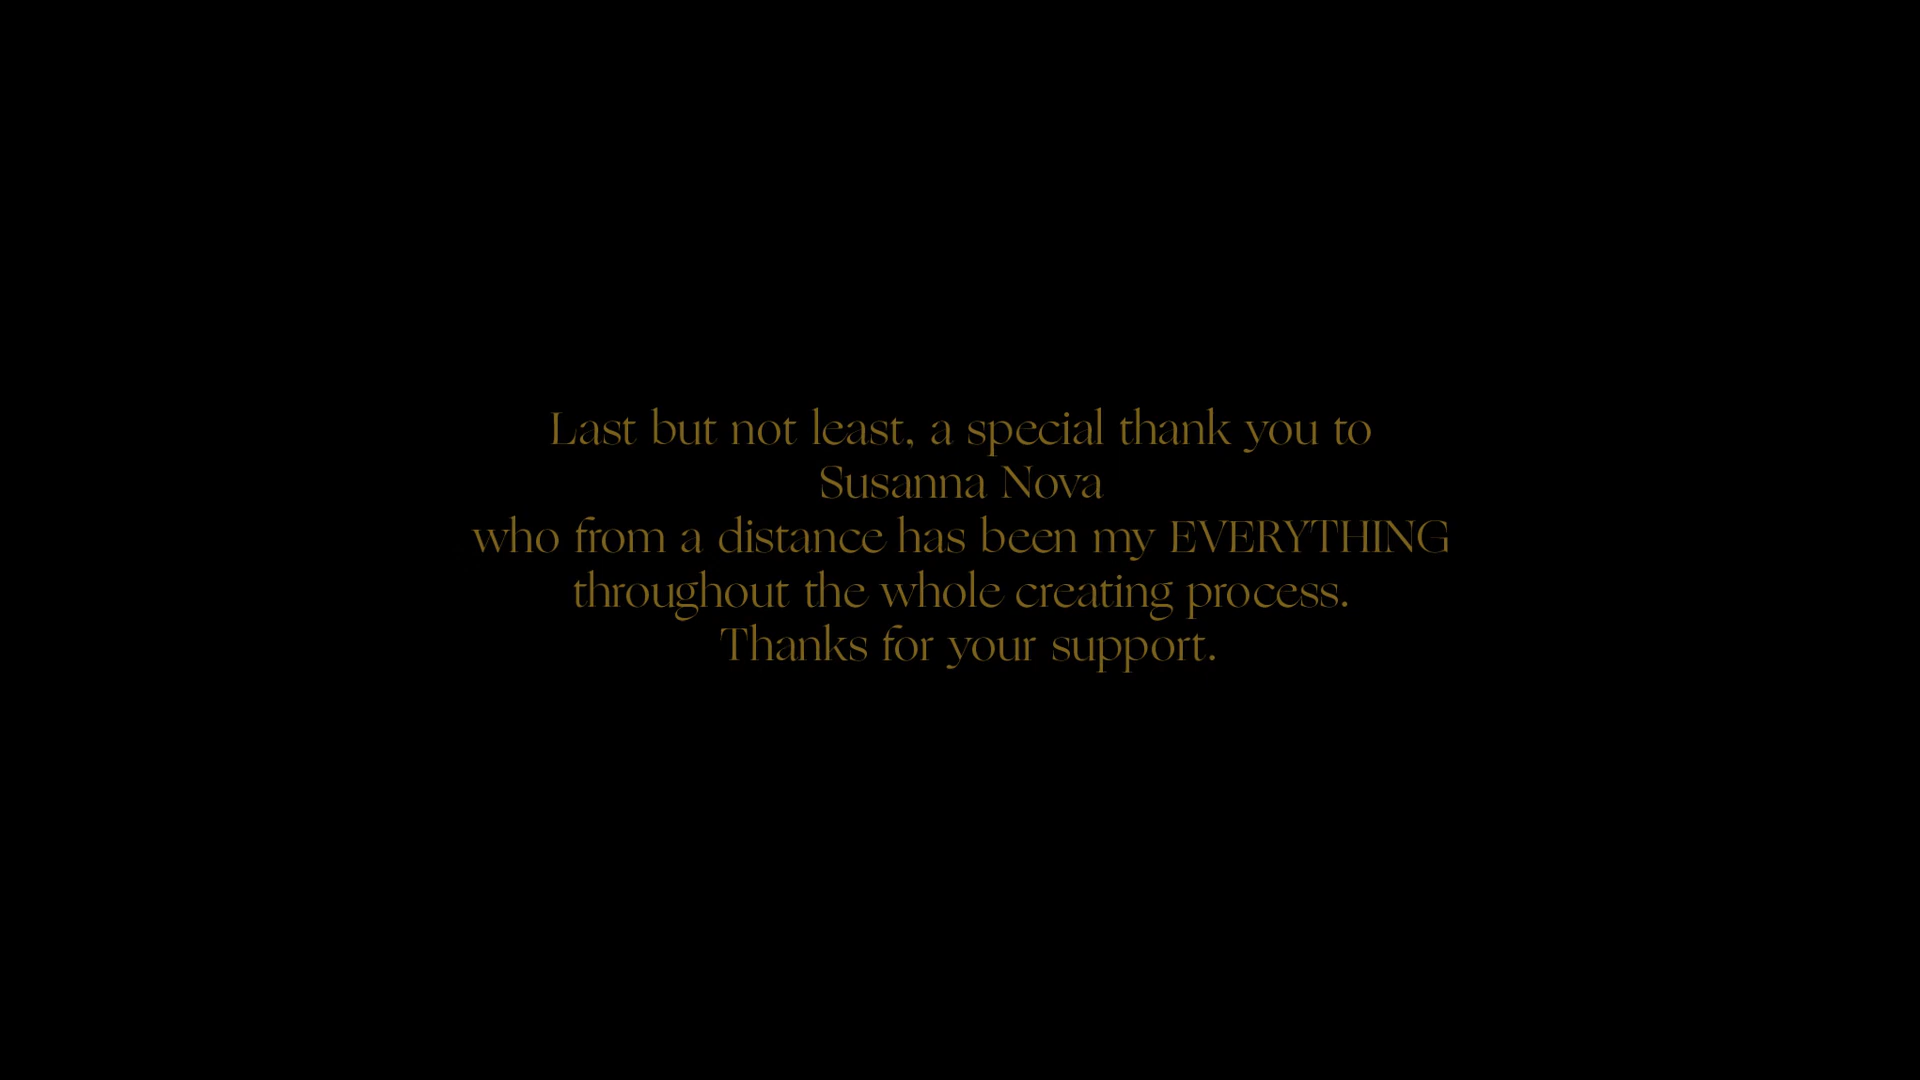 Last but not least, a special thank you to
Susanna Nova
who from a distance has been my EVERYTHING
throughout the whole creating process.
Thanks for your support.